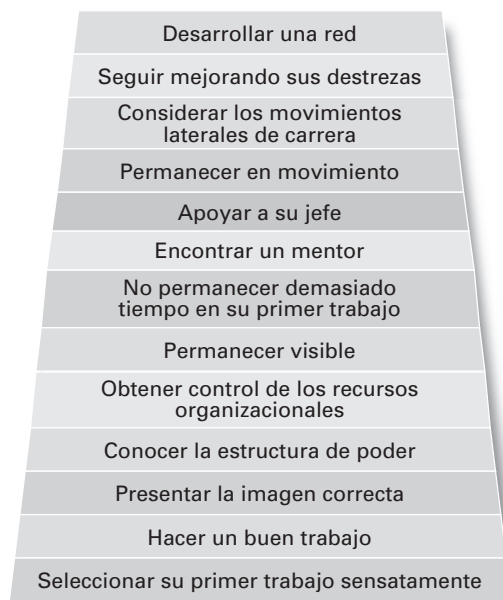 Desarrollar una red
Seguir mejorando sus destrezas
Considerar los movimientos
laterales de carrera
Permanecer en movimiento
Apoyar a su jefe
Encontrar un mentor
No permanecer demasiado
tiempo en su primer trabajo
Permanecer visible
Obtener control de los recursos
organizacionales
Conocer la estructura de poder
Presentar la imagen correcta
Hacer un buen trabajo
Seleccionar su primer trabajo sensatamente